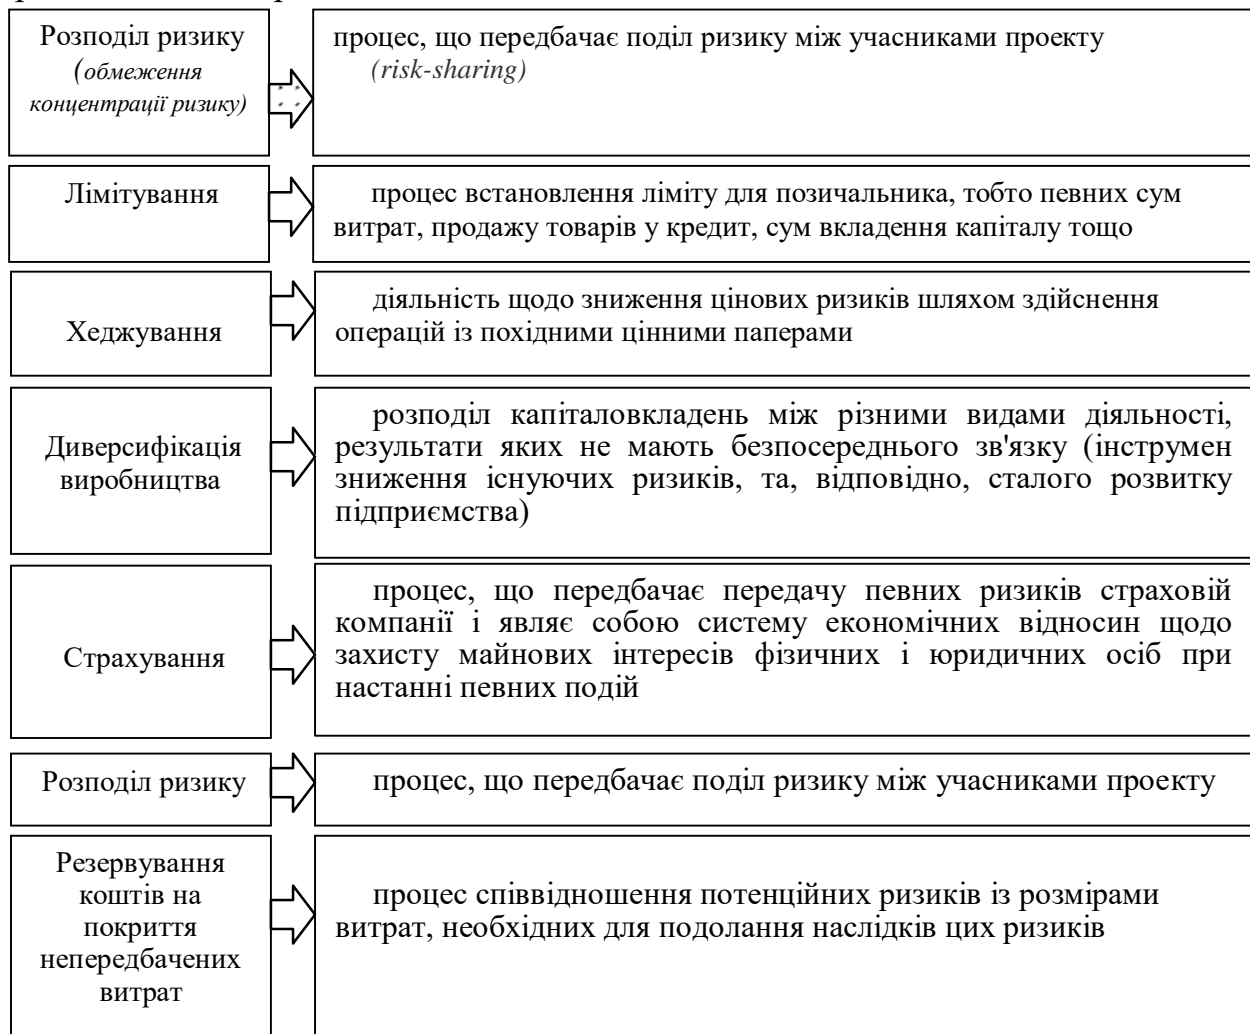 Розподіл ризику
(обмеження
концентрації ризику)
процес, що передбачає поділ ризику між учасниками проекту
(risk-sharing)
Лімітування
процес встановлення ліміту для позичальника, тобто певних сум
витрат, продажу товарів у кредит, сум вкладення капіталу тощо
Хеджування
діяльність щодо зниження цінових ризиків шляхом здійснення
операцій із похідними цінними паперами
Диверсифікація
виробництва
розподіл капіталовкладень між різними видами діяльності,
результати яких не мають безпосереднього зв'язку (інструмен
зниження існуючих ризиків, та, відповідно, сталого розвитку
підприємства)
Страхування
процес, що передбачає передачу певних ризиків страховій
компанії і являє собою систему економічних відносин щодо
захисту майнових інтересів фізичних і юридичних осіб при
настанні певних подій
Розподіл ризику
процес, що передбачає поділ ризику між учасниками проекту
Резервування
коштів на
покриття
непередбачених
витрат
процес співвідношення потенційних ризиків із розмірами
витрат, необхідних для подолання наслідків цих ризиків